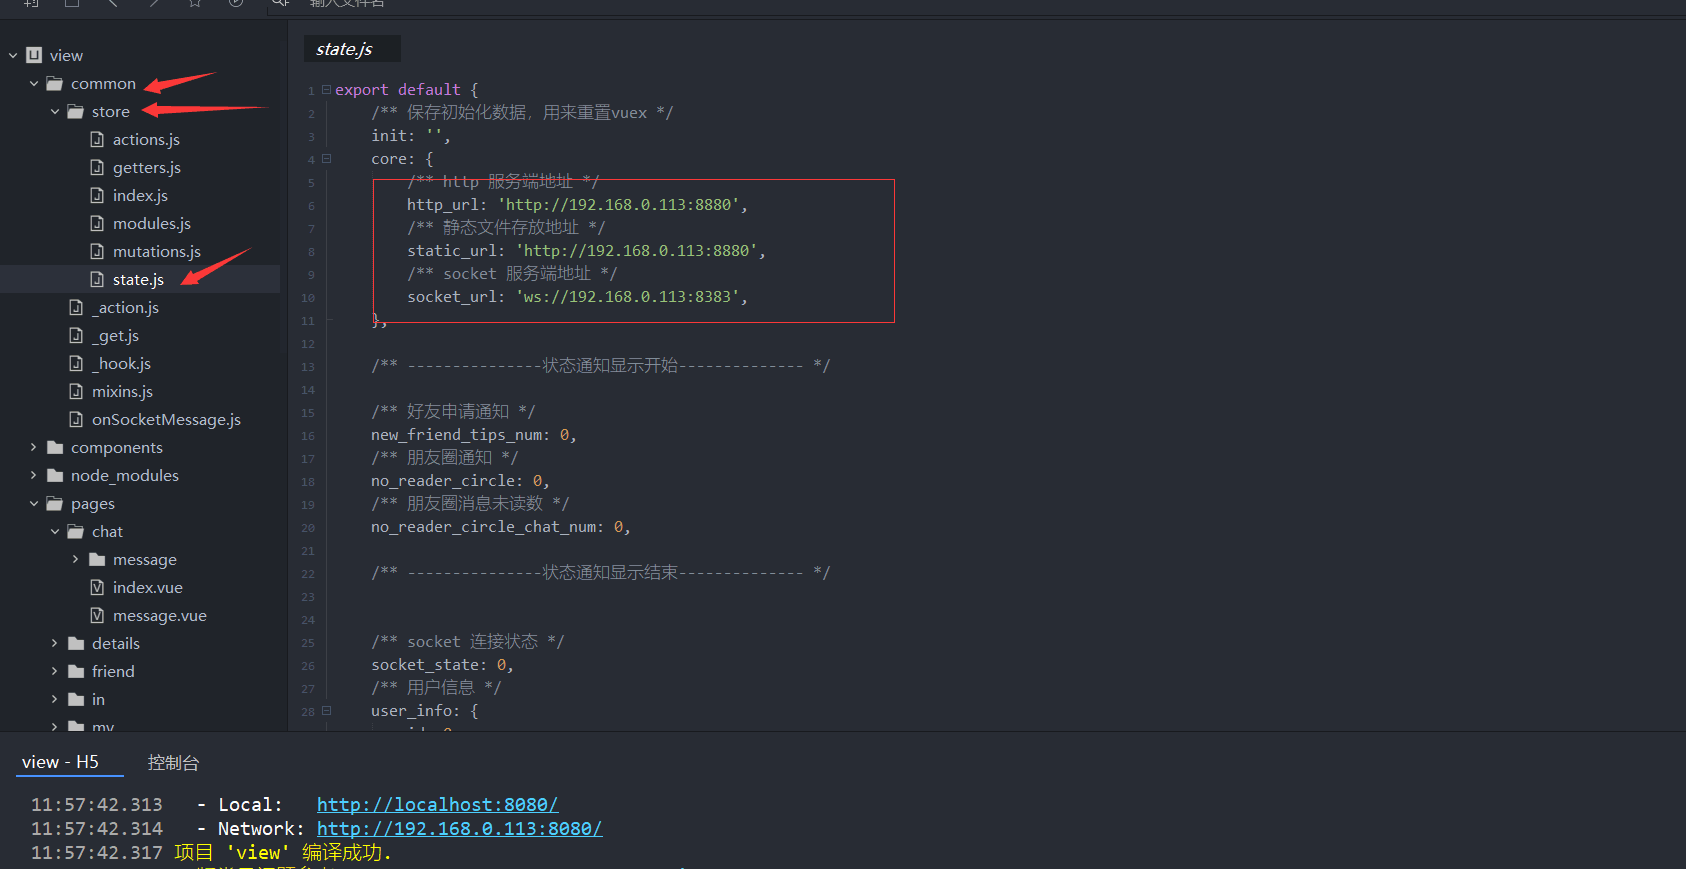 输入文件名
view
common
store
actions.js
getters.js
index.js
modules.js
mutations.js
state.js
_action.js
_get.js
_hook.js
mixins.js
onSocketMessage.js
components
node_modules
pages
chat
message
index.vue
message.vue
details
friend
in
my
state.js
1 export default {
2 /** 保存初始化数据，用来重置vuex */
3 init: '',
4 core: {
5 /** http 服务端地址 */
6 http_url: 'http://192.168.0.113:8880',
7 /** 静态文件存放地址 */
8 static_url: 'http://192.168.0.113:8880',
9 /** socket 服务端地址 */
10 socket_url: 'ws://192.168.0.113:8383',
11 },
12
13 /** ---------------状态通知显示开始-------------- */
14
15 /** 好友申请通知 */
16 new_friend_tips_num: 0,
17 /** 朋友圈通知 */
18 no_reader_circle: 0,
19 /** 朋友圈消息未读数 */
20 no_reader_circle_chat_num: 0,
21
22 /** ---------------状态通知显示结束-------------- */
23
24
25 /** socket 连接状态 */
26 socket_state: 0,
27 /** 用户信息 */
28 user_info: {
view - H5 控制台
11:57:42.313 - Local: http://localhost:8080/
11:57:42.314 - Network: http://192.168.0.113:8080/
11:57:42.317 项目 'view' 编译成功.